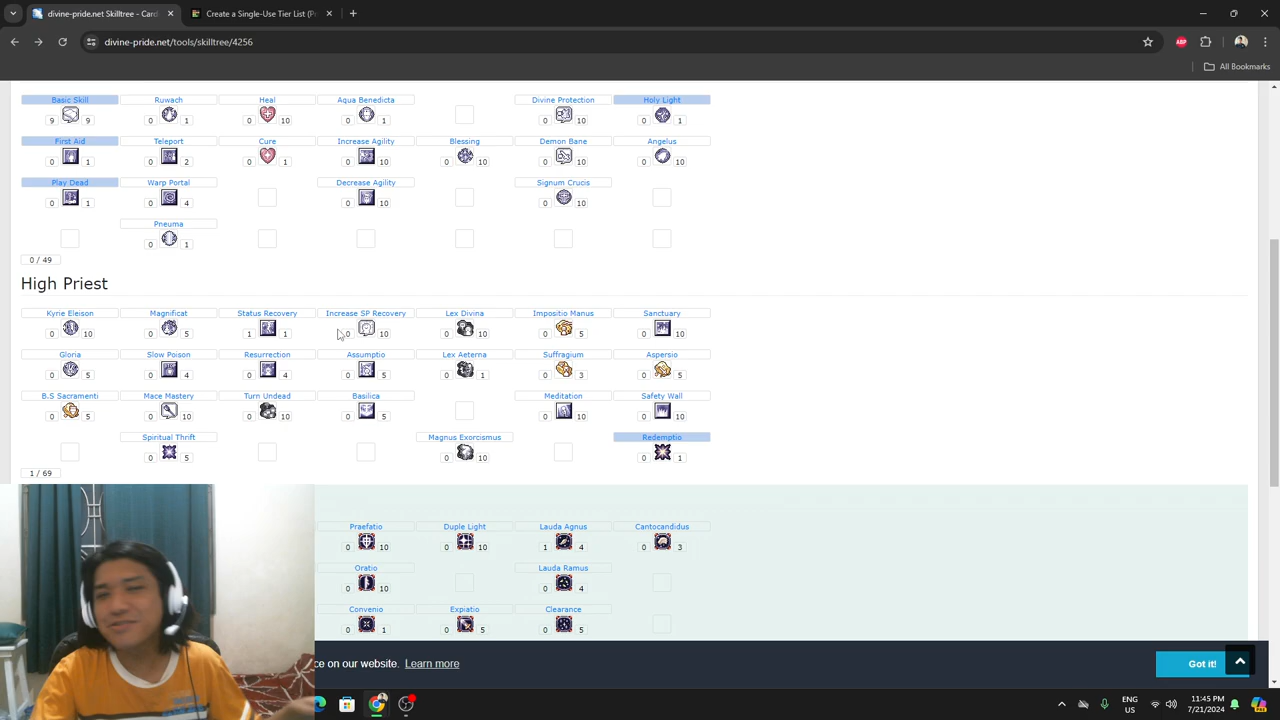 divine-pride.net Skilltree - Card
Create a Single-Use Tier List (P
divine-pride.net/tools/skilltree/4256
All Bookmarks
Basic Skill Ruwach Heal Aqua Benedicta Divine Protection Holy Light
9 9 0 1 0 10 0 1 0 10 0 1
First Aid Teleport Cure Increase Agility Blessing Demon Bane Angelus
0 1 0 2 0 1 0 10 0 10 0 10 0 10
Play Dead Warp Portal Decrease Agility Signum Crucis
0 1 0 4 0 10 0 10
Pneuma
0 1
0 / 49
High Priest
Kyrie Eleison Magnificat Status Recovery Increase SP Recovery Lex Divina Impositio Manus Sanctuary
0 10 0 5 1 1 0 10 0 10 0 5 0 10
Gloria Slow Poison Resurrection Assumptio Lex Aeterna Suffragium Aspersio
0 5 0 4 0 4 0 5 0 1 0 3 0 5
B.S Sacramenti Mace Mastery Turn Undead Basilica Meditation Safety Wall
0 5 0 10 0 10 0 5 0 10 0 10
Spiritual Thrift Magnus Exorcismus Redemptio
0 5 0 10 0 1
1 / 69
Praefatio Duple Light Lauda Agnus Cantocandidus
0 10 0 10 1 4 0 3
Oratio Lauda Ramus
0 10 0 4
Convenio Expiatio Clearance
0 1 0 5 0 5
ce on our website. Learn more
Got it!
ENG
US
11:45 PM
7/21/2024